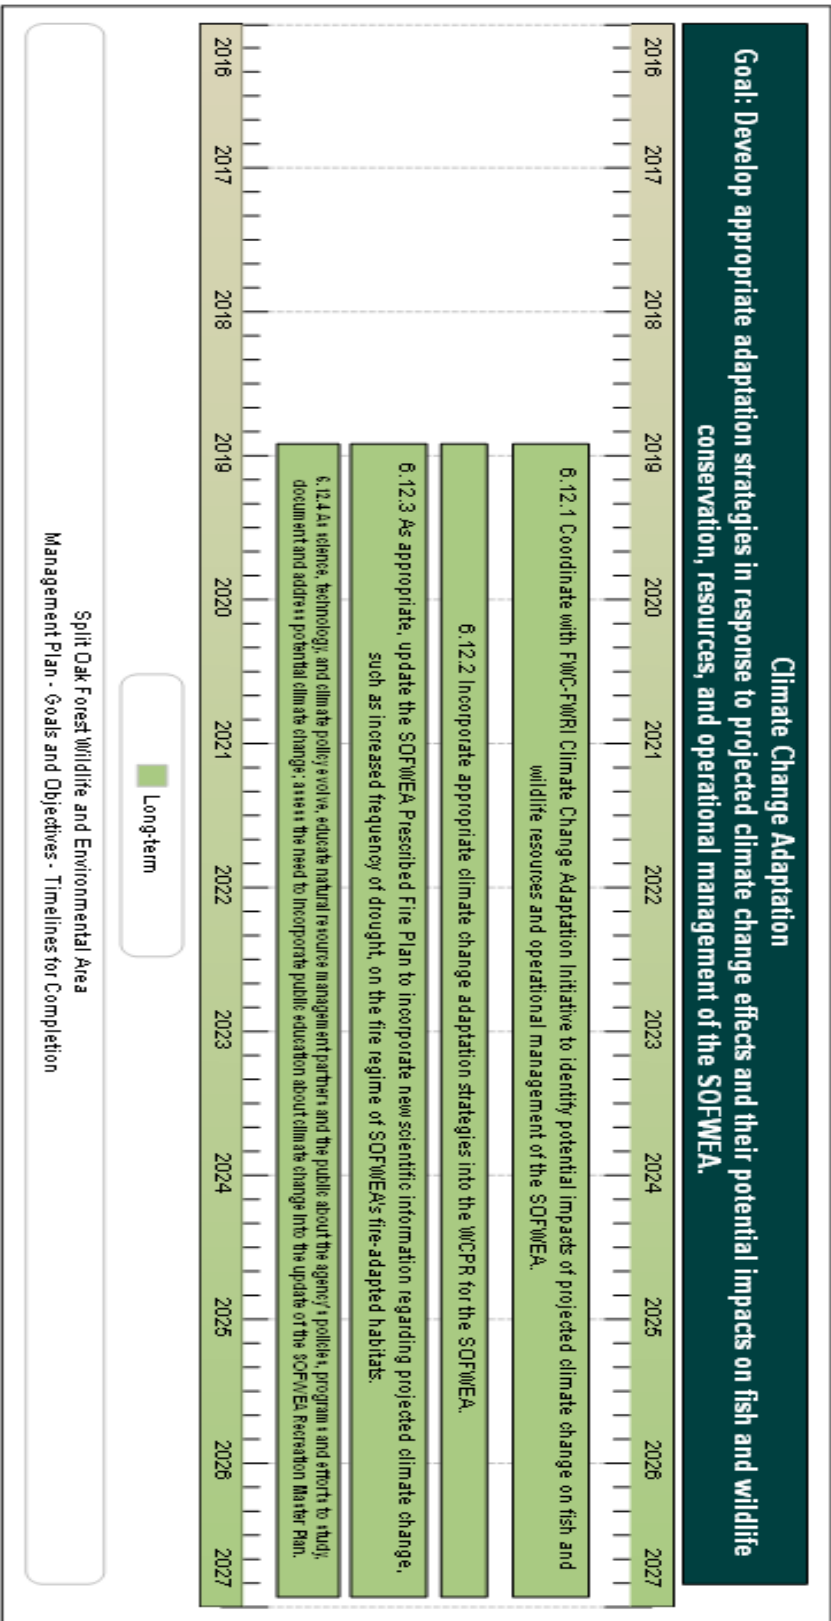 Climate Change Adaptation
Goal: Develop appropriate adaptation strategies in response to projected climate change effects and their potential impacts on fish and wildlife
conservation, resources, and operational management of the SOFWEA.
2016 2017 2018 2019 2020 2021 2022 2023 2024 2025 2026 2027
6.12.1 Coordinate with FWC-FWRI Climate Change Adaptation Initiative to identify potential impacts of projected climate change on fish and
wildlife resources and operational management of the SOFWEA.
6.12.2 Incorporate appropriate climate change adaptation strategies into the WCPR for the SOFWEA.
6.12.3 As appropriate, update the SOFWEA Prescribed Fire Plan to incorporate new scientific information regarding projected climate change,
such as increased frequency of drought, on the fire regime of SOFWEA's fire-adapted habitats.
6.12.4 As science, technology, and climate policy evolve, educate natural resource management partners and the public about the agency's policies, programs and efforts to study,
document and address potential climate change; assess the need to incorporate public education about climate change into the update of the SOFWEA Recreation Master Plan.
2016 2017 2018 2019 2020 2021 2022 2023 2024 2025 2026 2027
Long-term
Split Oak Forest Wildlife and Environmental Area
Management Plan - Goals and Objectives - Timelines for Completion